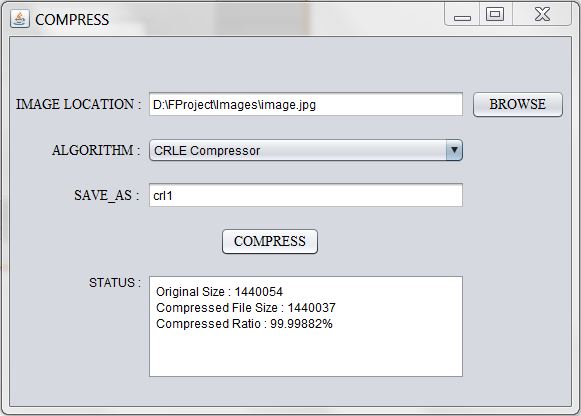 COMPRESS
IMAGE LOCATION : D:\FProject\Images\image.jpg BROWSE
ALGORITHM : CRLE Compressor
SAVE_AS : crl1
COMPRESS
STATUS :
Original Size : 1440054
Compressed File Size : 1440037
Compressed Ratio : 99.99882%